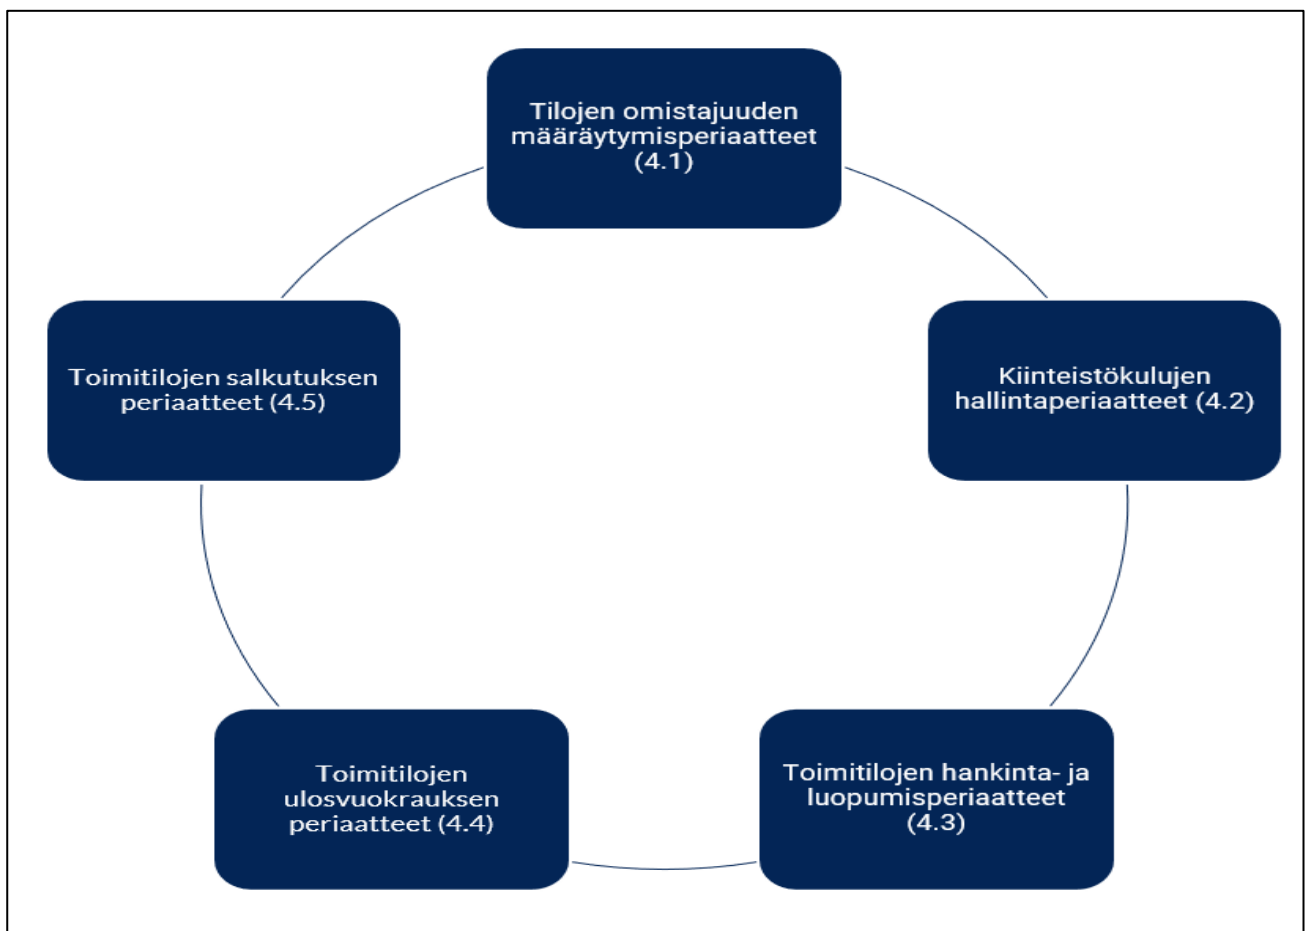 Tilojen omistajuuden
määräytymisperiaatteet
(4.1)
Kiinteistökulujen
hallintaperiaatteet (4.2)
Toimitilojen hankinta- ja
luopumisperiaatteet
(4.3)
Toimitilojen
ulosvuokrauksen
periaatteet (4.4)
Toimitilojen salkutuksen
periaatteet (4.5)